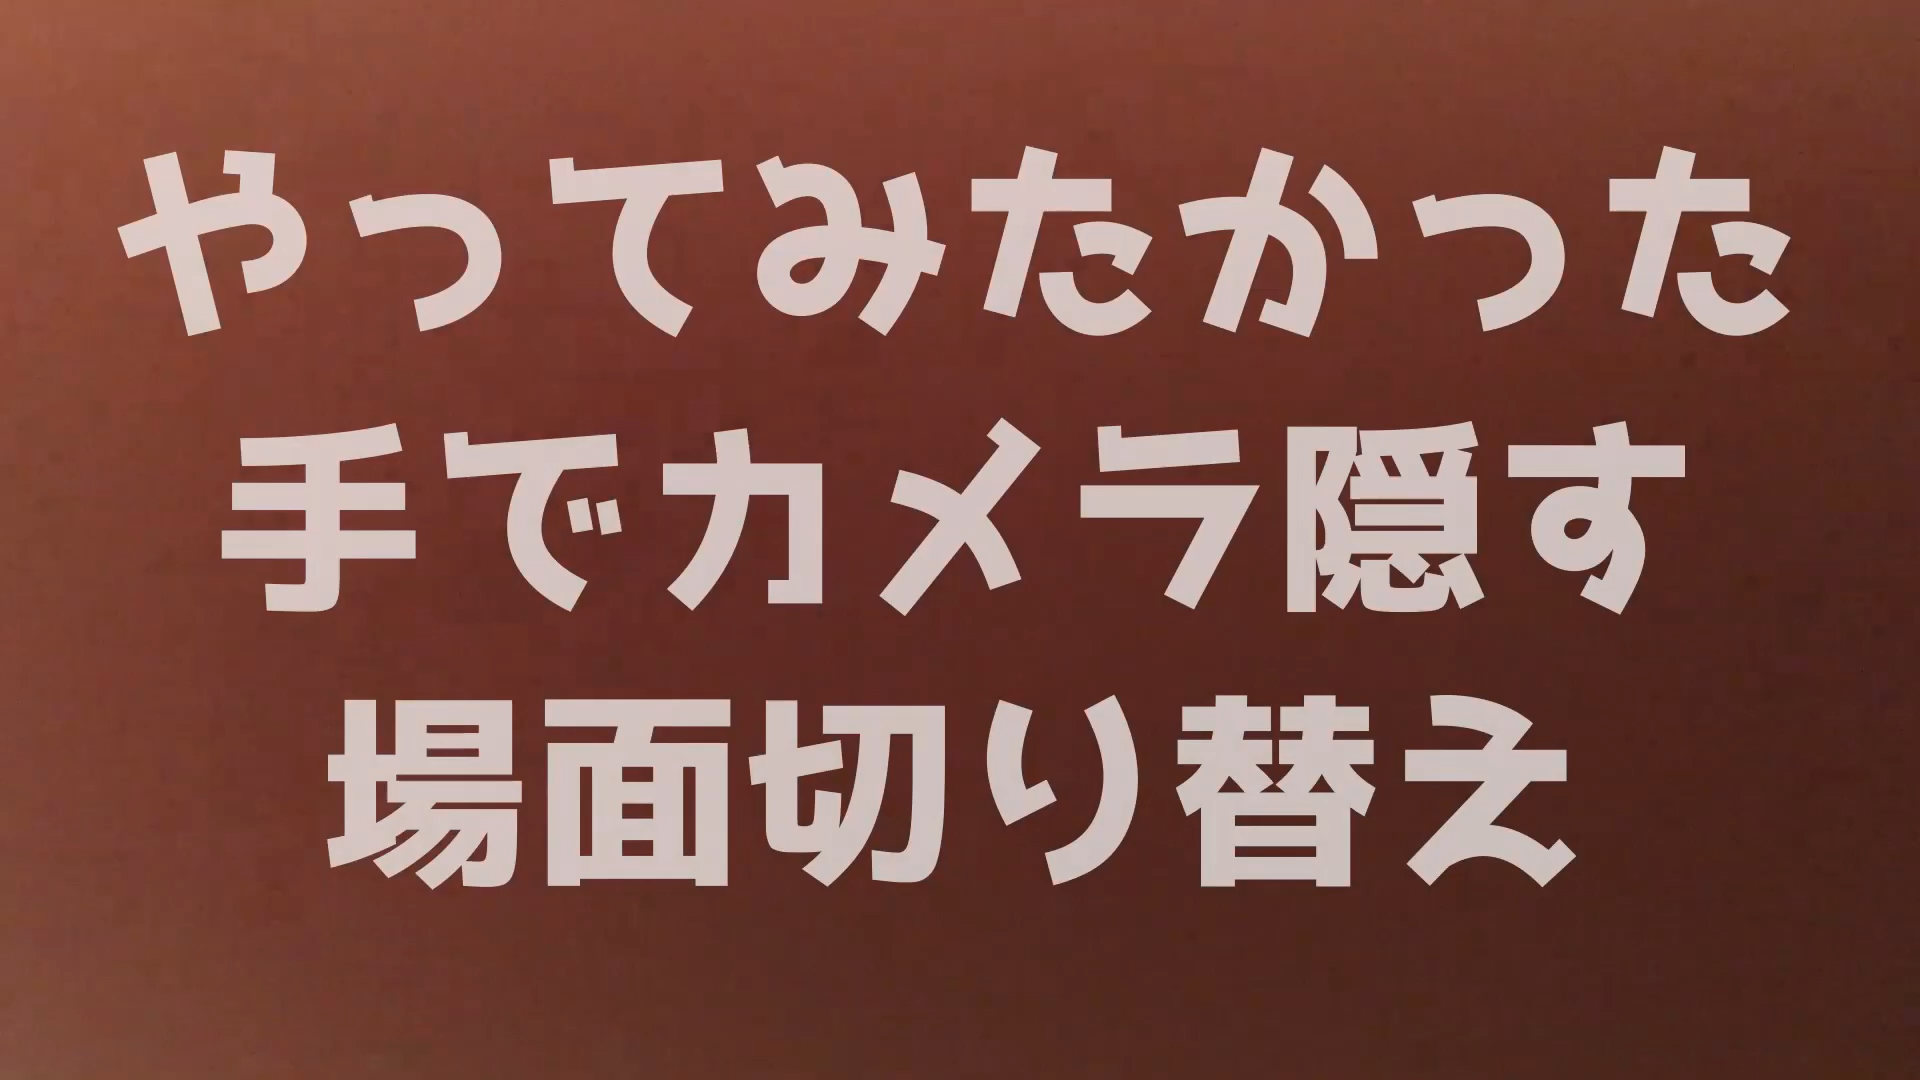 やってみたかった
手でカメラ隠す
場面切り替え